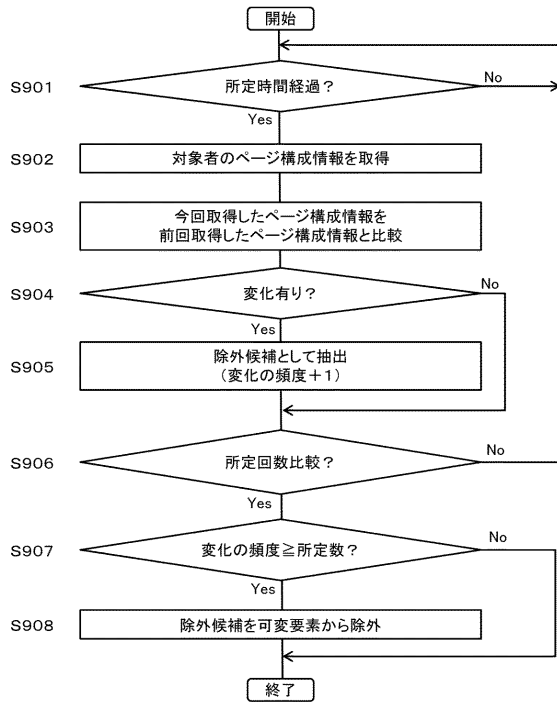 開始
S901
所定時間経過？
No
Yes
S902
対象者のページ構成情報を取得
S903
今回取得したページ構成情報を
前回取得したページ構成情報と比較
S904
変化有り？
No
Yes
S905
除外候補として抽出
（変化の頻度＋1）
S906
所定回数比較？
No
Yes
S907
変化の頻度≧所定数？
No
Yes
S908
除外候補を可変要素から除外
終了